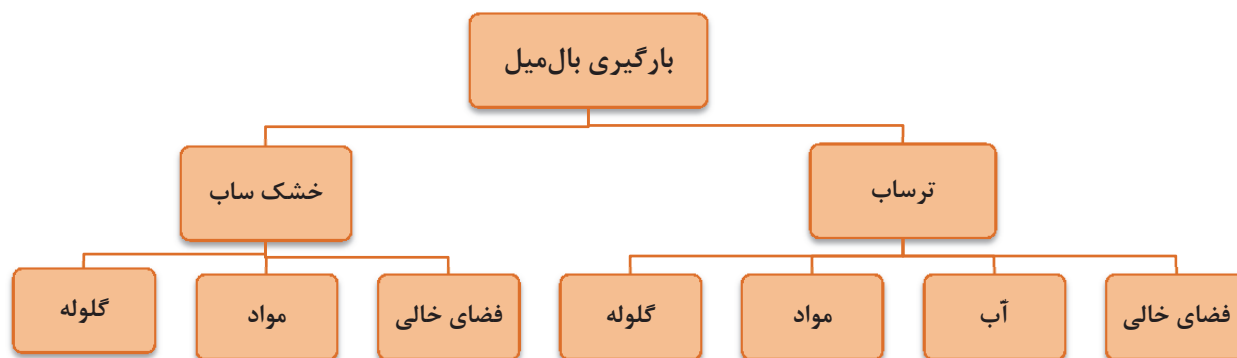 بارگیری بال‌میل
ترساب
خشک ساب
فضای خالی
آب
مواد
گلوله
فضای خالی
مواد
گلوله